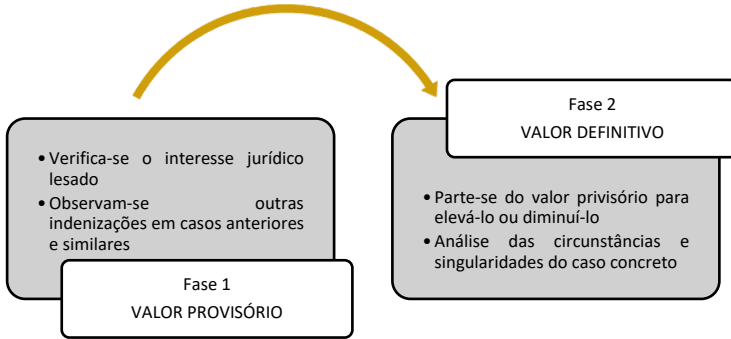 • Verifica-se o interesse jurídico
lesado
• Observam-se outras
indenizações em casos anteriores
e similares
Fase 1
VALOR PROVISÓRIO
Fase 2
VALOR DEFINITIVO
• Parte-se do valor privisório para
elevá-lo ou diminuí-lo
• Análise das circunstâncias e
singularidades do caso concreto